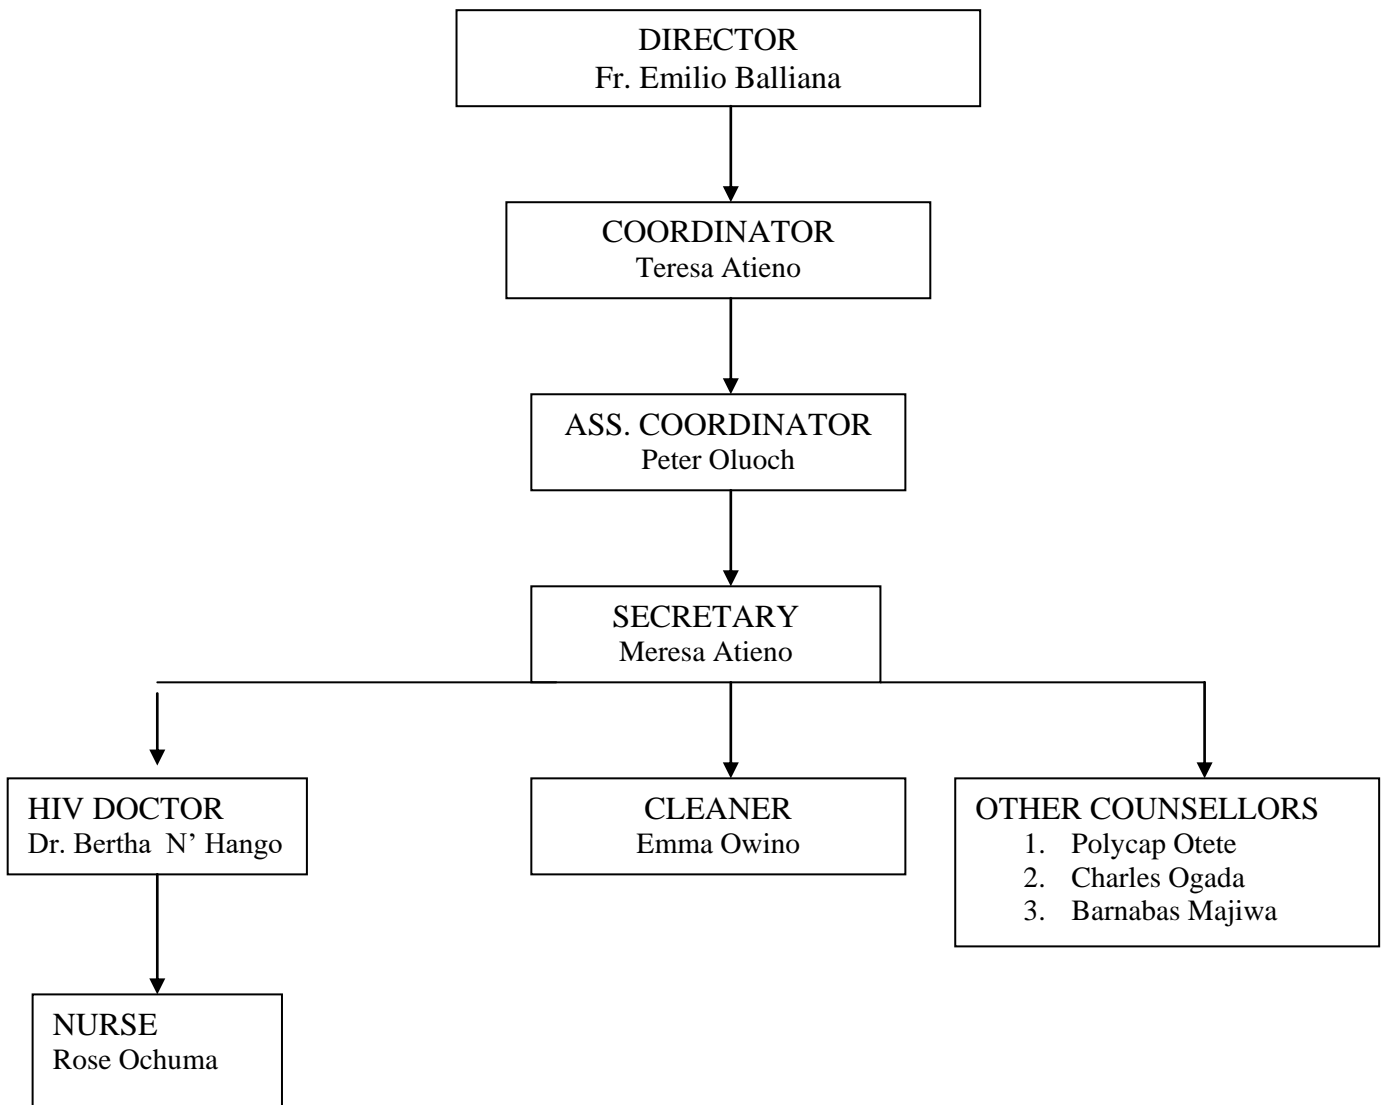 DIRECTOR
Fr. Emilio Balliana
COORDINATOR
Teresa Atieno
ASS. COORDINATOR
Peter Oluoch
SECRETARY
Meresa Atieno
HIV DOCTOR
Dr. Bertha  N’ Hango
CLEANER
Emma Owino
OTHER COUNSELLORS
1. Polycap Otete
2. Charles Ogada
3. Barnabas Majiwa
NURSE
Rose Ochuma